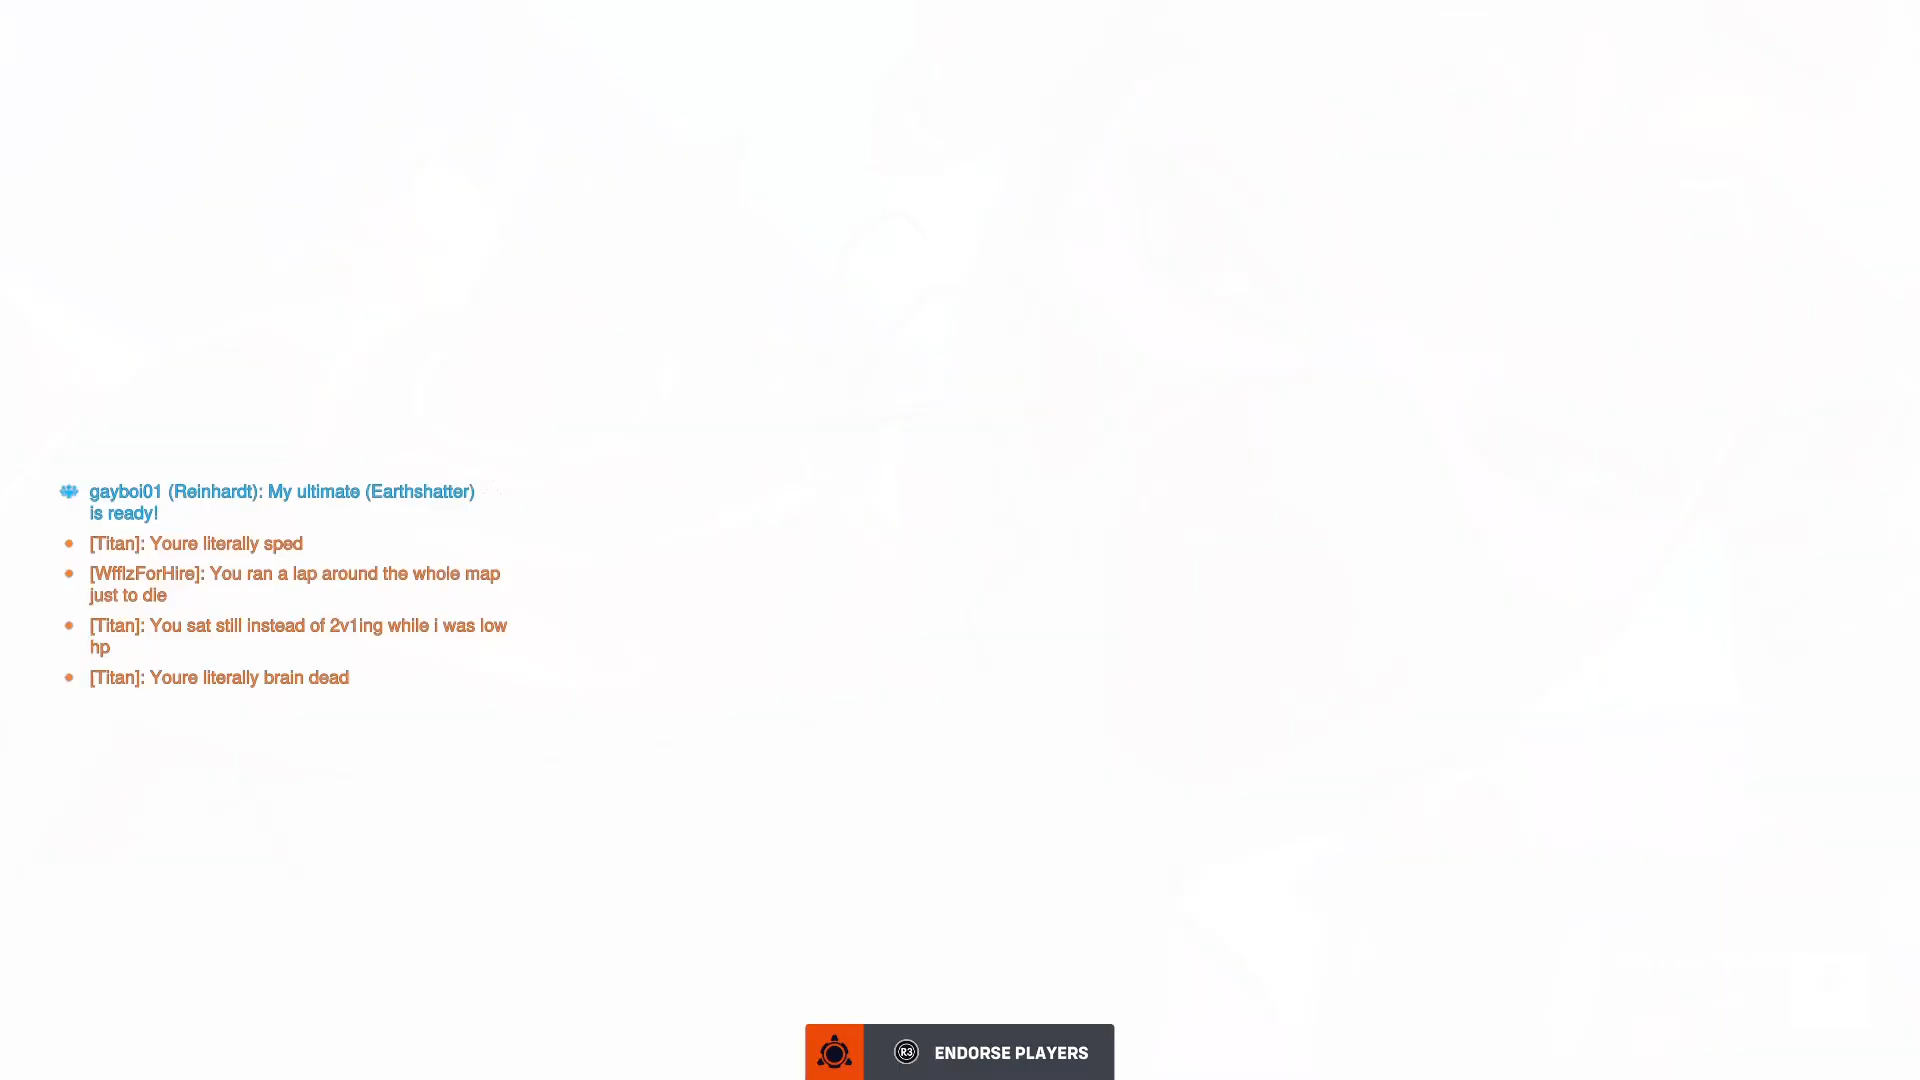 gayboi01 (Reinhardt): My ultimate (Earthshatter)
is ready!
[Titan]: Youre literally sped
[WfflzForHire]: You ran a lap around the whole map
just to die
[Titan]: You sat still instead of 2v1ing while i was low
hp
[Titan]: Youre literally brain dead
R3 ENDORSE PLAYERS